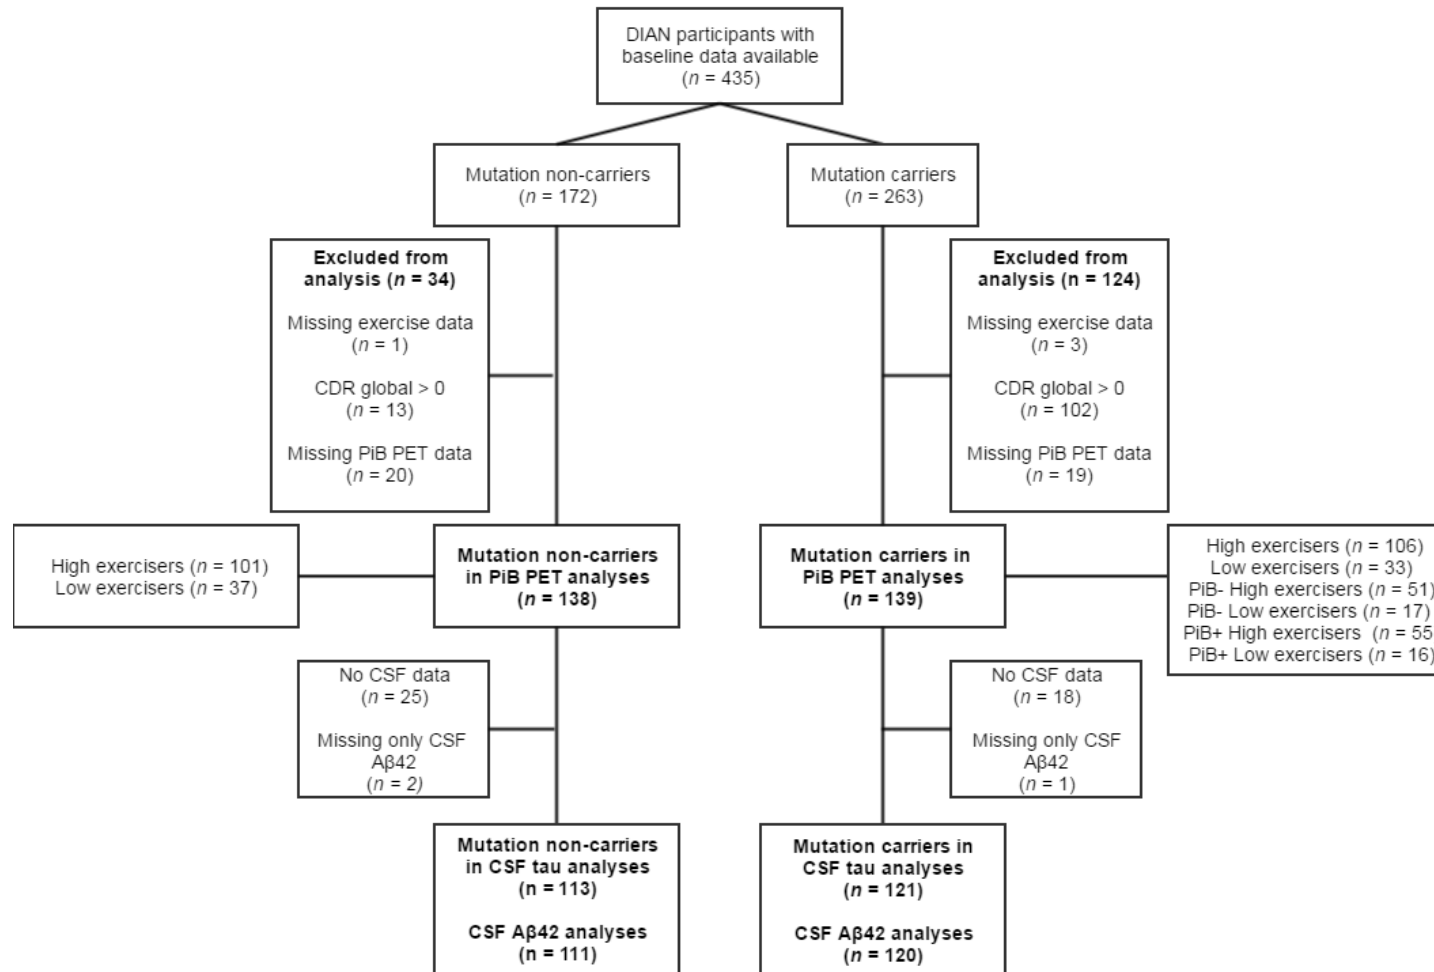 DIAN participants with
baseline data available
(n = 435)
Mutation non-carriers
(n = 172)
Mutation carriers
(n = 263)
Excluded from
analysis (n = 34)
Missing exercise data
(n = 1)
CDR global > 0
(n = 13)
Missing PiB PET data
(n = 20)
Excluded from
analysis (n = 124)
Missing exercise data
(n = 3)
CDR global > 0
(n = 102)
Missing PiB PET data
(n = 19)
High exercisers (n = 101)
Low exercisers (n = 37)
Mutation non-carriers
in PiB PET analyses
(n = 138)
Mutation carriers in
PiB PET analyses
(n = 139)
High exercisers (n = 106)
Low exercisers (n = 33)
PiB- High exercisers (n = 51)
PiB- Low exercisers (n = 17)
PiB+ High exercisers (n = 55
PiB+ Low exercisers (n = 16)
No CSF data
(n = 25)
Missing only CSF
Aβ42
(n = 2)
No CSF data
(n = 18)
Missing only CSF
Aβ42
(n = 1)
Mutation non-carriers
in CSF tau analyses
(n = 113)
CSF Aβ42 analyses
(n = 111)
Mutation carriers in
CSF tau analyses
(n = 121)
CSF Aβ42 analyses
(n = 120)